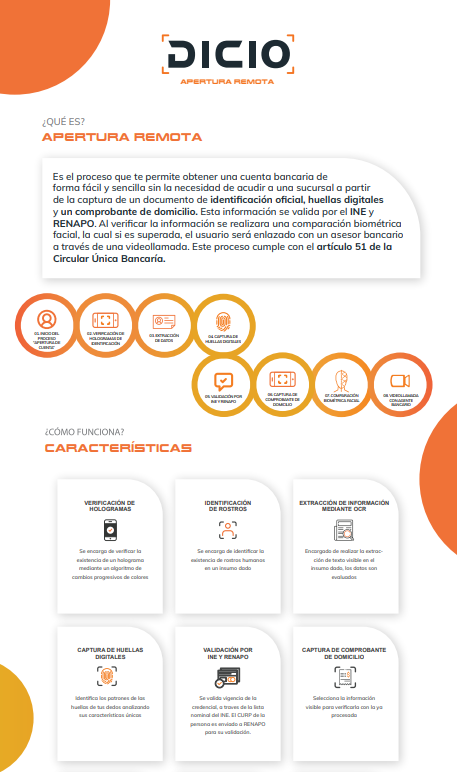 DICIO
APERTURA REMOTA
¿QUÉ ES?
APERTURA REMOTA
Es el proceso que te permite obtener una cuenta bancaria de
forma fácil y sencilla sin la necesidad de acudir a una sucursal a partir
de la captura de un documento de identificación oficial, huellas digitales
y un comprobante de domicilio. Esta información se valida por el INE y
RENAPO. Al verificar la información se realizara una comparación biométrica
facial, la cual si es superada, el usuario será enlazado con un asesor bancario
a través de una videollamada. Este proceso cumple con el artículo 51 de la
Circular Única Bancaría.
01. INICIO DEL
PROCESO
"APERTURA DE
CUENTA"
02. VERIFICACIÓN DE
HOLOGRAMAS DE
IDENTIFICACIÓN
03. EXTRACCIÓN
DE DATOS
04. CAPTURA DE
HUELLAS DIGITALES
05. VALIDACIÓN POR
INE Y RENAPO
06. CAPTURA DE
COMPROBANTE DE
DOMICILIO
07. COMPARACIÓN
BIOMÉTRICA FACIAL
08. VIDEOLLAMADA
CON AGENTE
BANCARIO
¿CÓMO FUNCIONA?
CARACTERÍSTICAS
VERIFICACIÓN DE
HOLOGRAMAS
Se encarga de verificar la
existencia de un holograma
mediante un algoritmo de
cambios progresivos de colores
IDENTIFICACIÓN
DE ROSTROS
Se encarga de identificar la
existencia de rostros humanos
en un insumo dado
EXTRACCIÓN DE INFORMACIÓN
MEDIANTE OCR
Encargado de realizar la extrac-
ción de texto visible en el
insumo dado, los datos son
evaluados
CAPTURA DE HUELLAS
DIGITALES
Identifica los patrones de las
huellas de tus dedos analizando
sus características únicas
VALIDACIÓN POR
INE Y RENAPO
Se valida vigencia de la
credencial, a traves de la lista
nominal del INE. El CURP de la
persona es enviado a RENAPO
para su validación.
CAPTURA DE COMPROBANTE
DE DOMICILIO
Selecciona la información
visible para verificarla con la ya
procesada